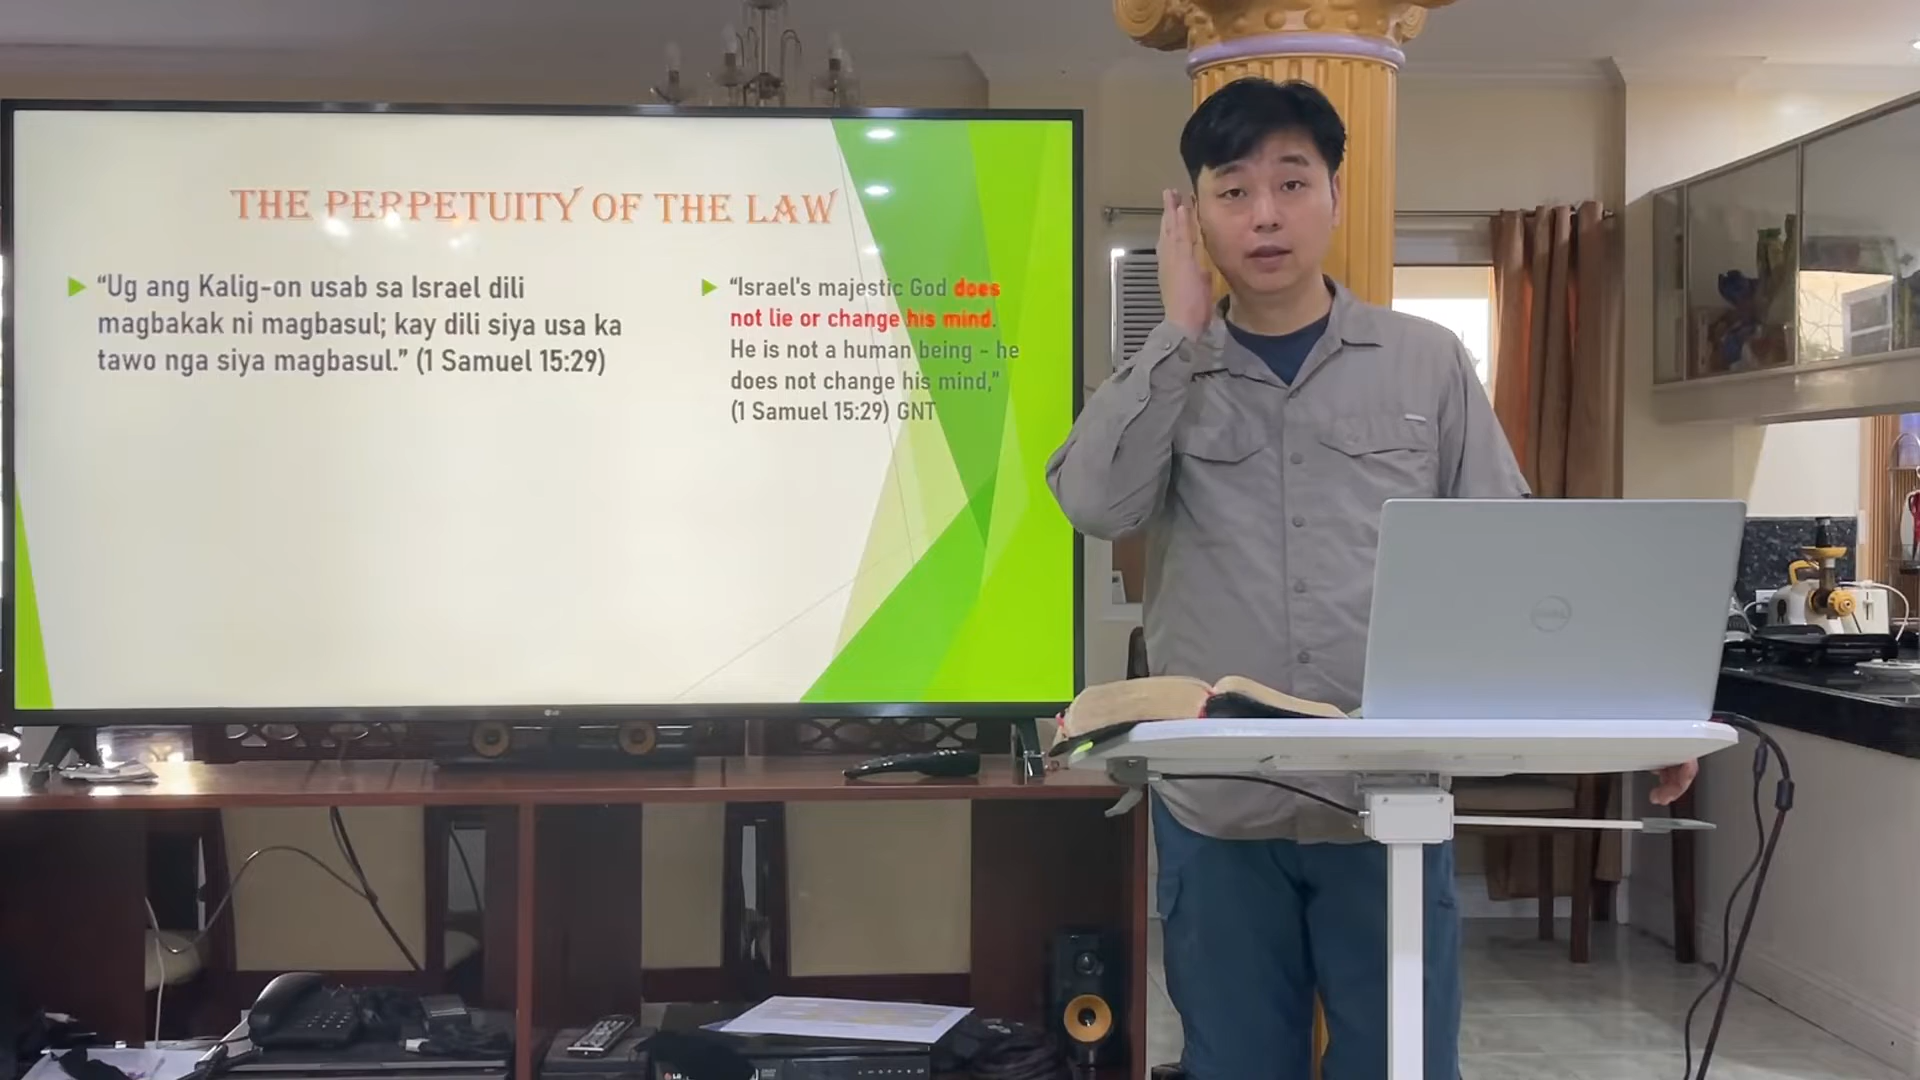 THE PERPETUITY OF THE LAW
“Ug ang Kalig-on usab sa Israel dili
magbakak ni magbasul; kay dili siya usa ka
tawo nga siya magbasul.” (1 Samuel 15:29)
“Israel's majestic God does
not lie or change his mind.
He is not a human being - he
does not change his mind,”
(1 Samuel 15:29) GNT
LG
DELL
LG